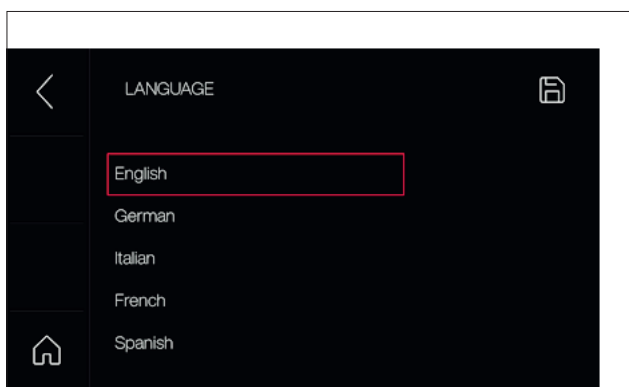 LANGUAGE
English
German
Italian
French
Spanish